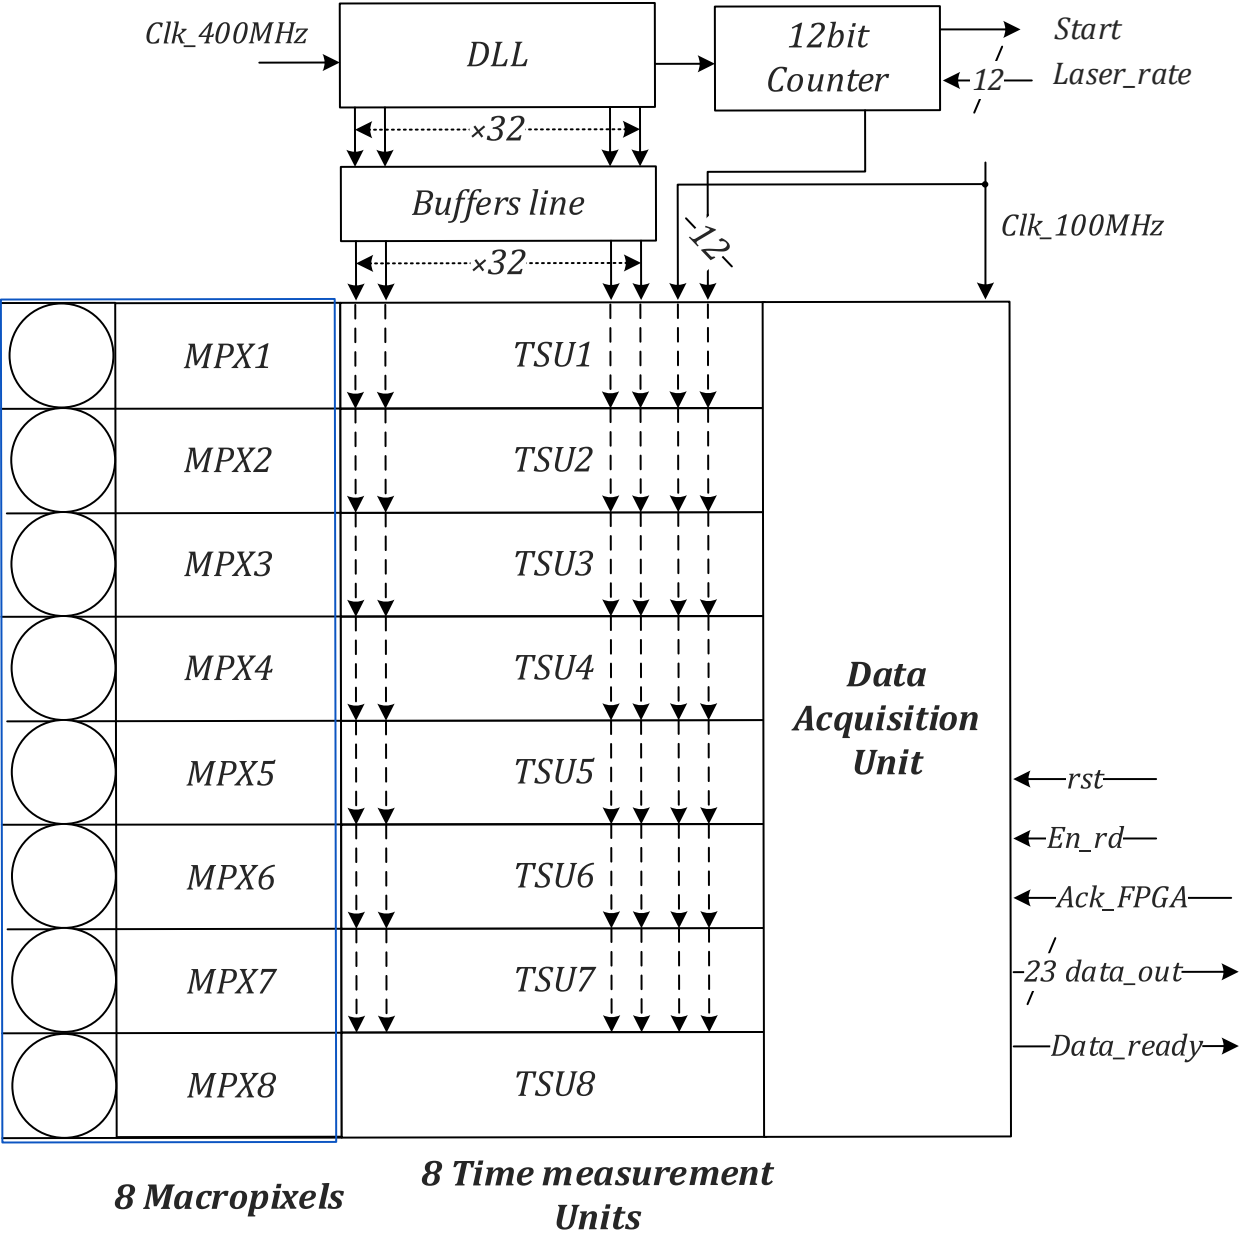 Clk_400MHz
DLL
12bit
Counter
Start
12
Laser_rate
×32
Buffers line
12
Clk_100MHz
×32
MPX1
TSU1
MPX2
TSU2
MPX3
TSU3
MPX4
TSU4
Data
Acquisition
Unit
MPX5
TSU5
rst
En_rd
MPX6
TSU6
Ack_FPGA
MPX7
TSU7
23 data_out
Data_ready
MPX8
TSU8
8 Macropixels
8 Time measurement
Units